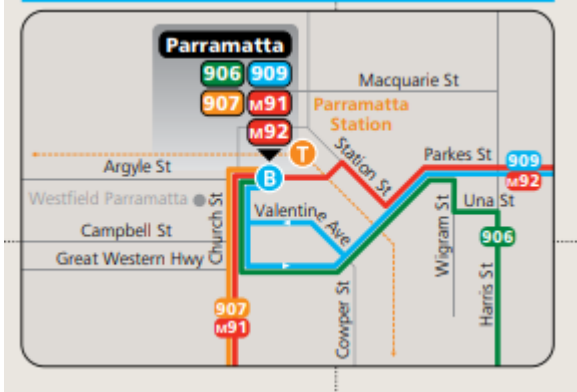 Parramatta
906 909
907 M91
M92
Macquarie St
Parramatta
Station
T
Station St
Parkes St
909
M92
Argyle St
B
Westfield Parramatta
Church St
Valentine Ave
Wigram St
Una St
Campbell St
906
Great Western Hwy
Harris St
Cowper St
907
M91